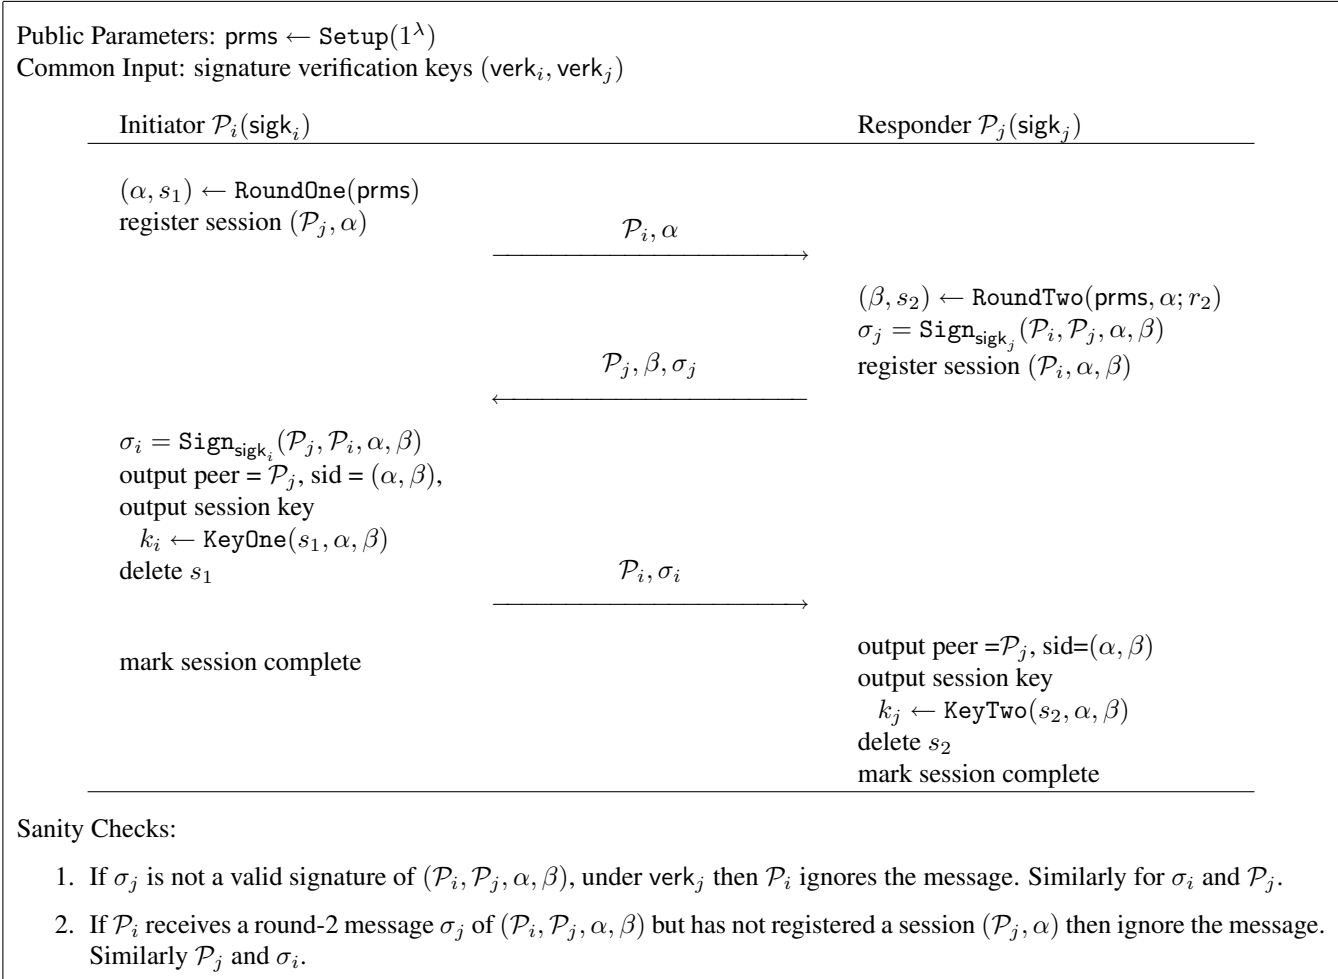 Public Parameters: prms ← Setup(1^λ)
Common Input: signature verification keys (verk_i, verk_j)
Initiator 𝒫_i(sigk_i)
Responder 𝒫_j(sigk_j)
(α, s_1) ← RoundOne(prms)
register session (𝒫_j, α)
𝒫_i, α
(β, s_2) ← RoundTwo(prms, α; r_2)
σ_j = Sign_{sigk_j}(𝒫_i, 𝒫_j, α, β)
register session (𝒫_i, α, β)
𝒫_j, β, σ_j
σ_i = Sign_{sigk_i}(𝒫_j, 𝒫_i, α, β)
output peer = 𝒫_j, sid = (α, β),
output session key
k_i ← KeyOne(s_1, α, β)
delete s_1
𝒫_i, σ_i
mark session complete
output peer =𝒫_j, sid=(α, β)
output session key
k_j ← KeyTwo(s_2, α, β)
delete s_2
mark session complete
Sanity Checks:
1. If σ_j is not a valid signature of (𝒫_i, 𝒫_j, α, β), under verk_j then 𝒫_i ignores the message. Similarly for σ_i and 𝒫_j.
2. If 𝒫_i receives a round-2 message σ_j of (𝒫_i, 𝒫_j, α, β) but has not registered a session (𝒫_j, α) then ignore the message.
Similarly 𝒫_j and σ_i.